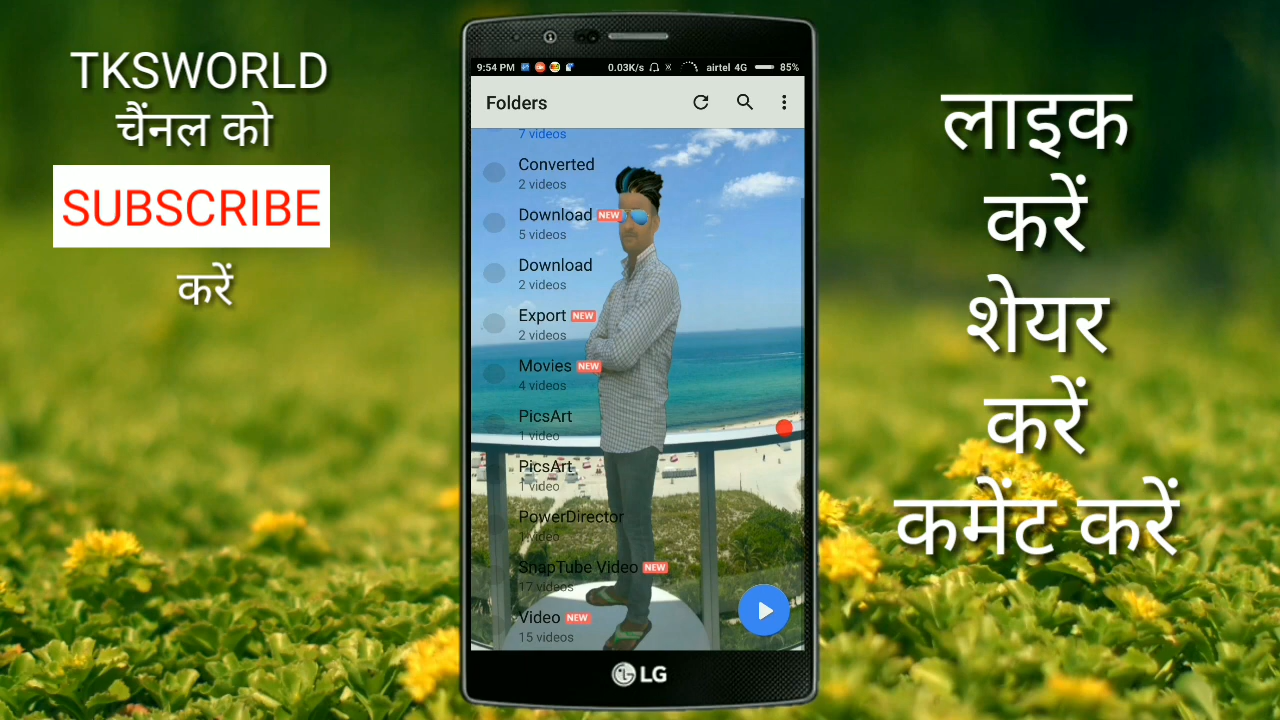 TKSWORLD
चैंनल को
SUBSCRIBE
करें
9:54 PM 0.03K/s airtel 4G 85%
Folders
7 videos
Converted
2 videos
Download NEW
5 videos
Download
2 videos
Export NEW
2 videos
Movies NEW
4 videos
PicsArt
1 video
PicsArt
1 video
PowerDirector
1 video
SnapTube Video NEW
17 videos
Video NEW
15 videos
LG
लाइक
करें
शेयर
करें
कमेंट करें